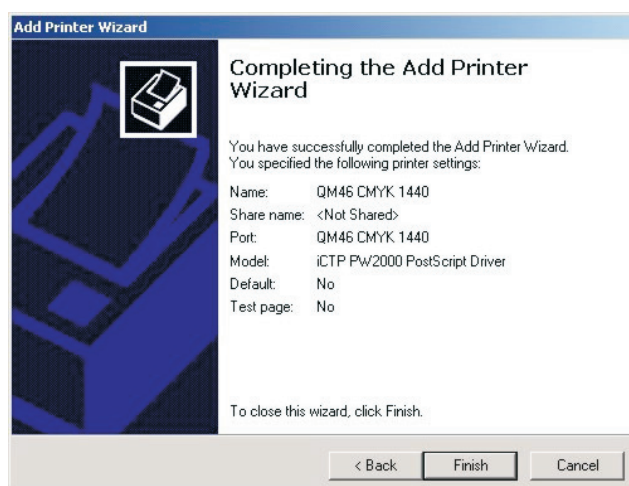 Add Printer Wizard
Completing the Add Printer
Wizard
You have successfully completed the Add Printer Wizard.
You specified the following printer settings:
Name: QM46 CMYK 1440
Share name: <Not Shared>
Port: QM46 CMYK 1440
Model: iCTP PW2000 PostScript Driver
Default: No
Test page: No
To close this wizard, click Finish.
< Back Finish Cancel